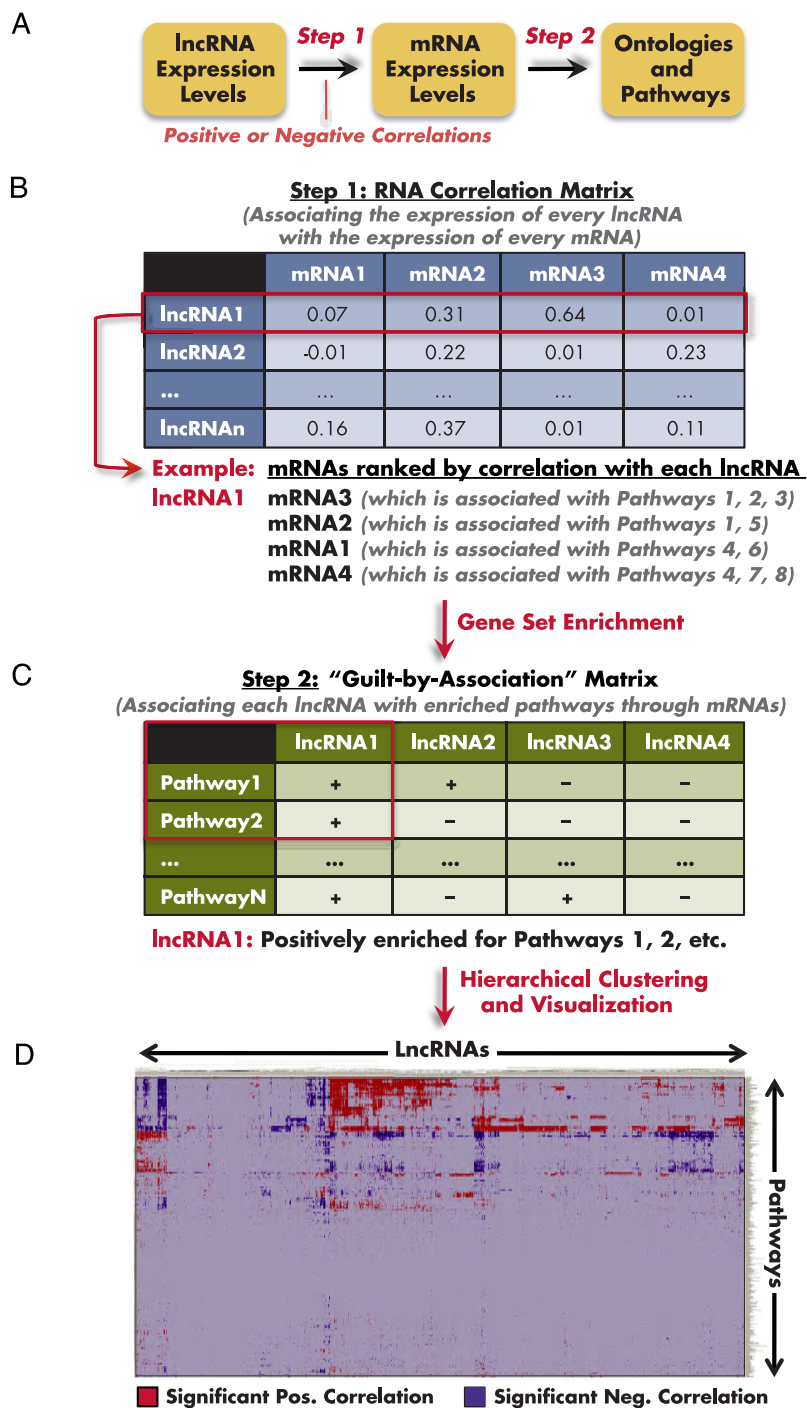 A
lncRNA Expression Levels
Step 1
mRNA Expression Levels
Step 2
Ontologies and Pathways
Positive or Negative Correlations
B
Step 1: RNA Correlation Matrix
(Associating the expression of every lncRNA
with the expression of every mRNA)
mRNA1 mRNA2 mRNA3 mRNA4
lncRNA1 0.07 0.31 0.64 0.01
lncRNA2 -0.01 0.22 0.01 0.23
... ... ... ... ...
lncRNAn 0.16 0.37 0.01 0.11
Example: mRNAs ranked by correlation with each lncRNA
lncRNA1 mRNA3 (which is associated with Pathways 1, 2, 3)
mRNA2 (which is associated with Pathways 1, 5)
mRNA1 (which is associated with Pathways 4, 6)
mRNA4 (which is associated with Pathways 4, 7, 8)
Gene Set Enrichment
C
Step 2: “Guilt-by-Association” Matrix
(Associating each lncRNA with enriched pathways through mRNAs)
lncRNA1 lncRNA2 lncRNA3 lncRNA4
Pathway1 + + – –
Pathway2 + – – –
... ... ... ... ...
PathwayN + – + –
lncRNA1: Positively enriched for Pathways 1, 2, etc.
Hierarchical Clustering
and Visualization
D
LncRNAs
Pathways
Significant Pos. Correlation
Significant Neg. Correlation